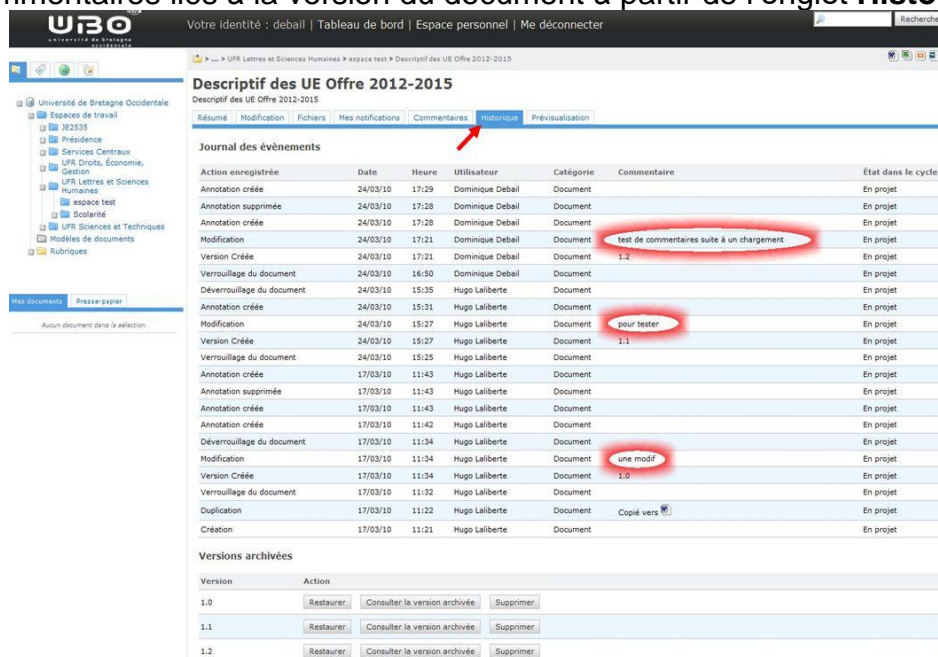 mmentaires liés à la version du document à partir de l'onglet Histo
UBO
université de bretagne
occidentale
Votre identité : debail | Tableau de bord | Espace personnel | Me déconnecter
Recherche
> .... > UFR Lettres et Sciences Humaines > espace test > Descriptif des UE Offre 2012-2015
Descriptif des UE Offre 2012-2015
Descriptif des UE Offre 2012-2015
Résumé Modification Fichiers Mes notifications Commentaires Historique Prévisualisation
Université de Bretagne Occidentale
Espaces de travail
JE2535
Présidence
Services Centraux
UFR Droits, Économie,
Gestion
UFR Lettres et Sciences
Humaines
espace test
Scolarité
UFR Sciences et Techniques
Modèles de documents
Rubriques
Mes documents Presse-papier
Aucun document dans la sélection.
Journal des évènements
Action enregistrée Date Heure Utilisateur Catégorie Commentaire État dans le cycle
Annotation créée 24/03/10 17:29 Dominique Debail Document En projet
Annotation supprimée 24/03/10 17:28 Dominique Debail Document En projet
Annotation créée 24/03/10 17:28 Dominique Debail Document En projet
Modification 24/03/10 17:21 Dominique Debail Document test de commentaires suite à un chargement En projet
Version Créée 24/03/10 17:21 Dominique Debail Document 1.2 En projet
Verrouillage du document 24/03/10 16:50 Dominique Debail Document En projet
Déverrouillage du document 24/03/10 15:35 Hugo Laliberte Document En projet
Annotation créée 24/03/10 15:31 Hugo Laliberte Document En projet
Modification 24/03/10 15:27 Hugo Laliberte Document pour tester En projet
Version Créée 24/03/10 15:27 Hugo Laliberte Document 1.1 En projet
Verrouillage du document 24/03/10 15:25 Hugo Laliberte Document En projet
Annotation créée 17/03/10 11:43 Hugo Laliberte Document En projet
Annotation supprimée 17/03/10 11:43 Hugo Laliberte Document En projet
Annotation créée 17/03/10 11:43 Hugo Laliberte Document En projet
Annotation créée 17/03/10 11:42 Hugo Laliberte Document En projet
Déverrouillage du document 17/03/10 11:34 Hugo Laliberte Document En projet
Modification 17/03/10 11:34 Hugo Laliberte Document une modif En projet
Version Créée 17/03/10 11:34 Hugo Laliberte Document 1.0 En projet
Verrouillage du document 17/03/10 11:32 Hugo Laliberte Document En projet
Duplication 17/03/10 11:22 Hugo Laliberte Document Copié vers En projet
Création 17/03/10 11:21 Hugo Laliberte Document En projet
Versions archivées
Version Action
1.0 Restaurer Consulter la version archivée Supprimer
1.1 Restaurer Consulter la version archivée Supprimer
1.2 Restaurer Consulter la version archivée Supprimer